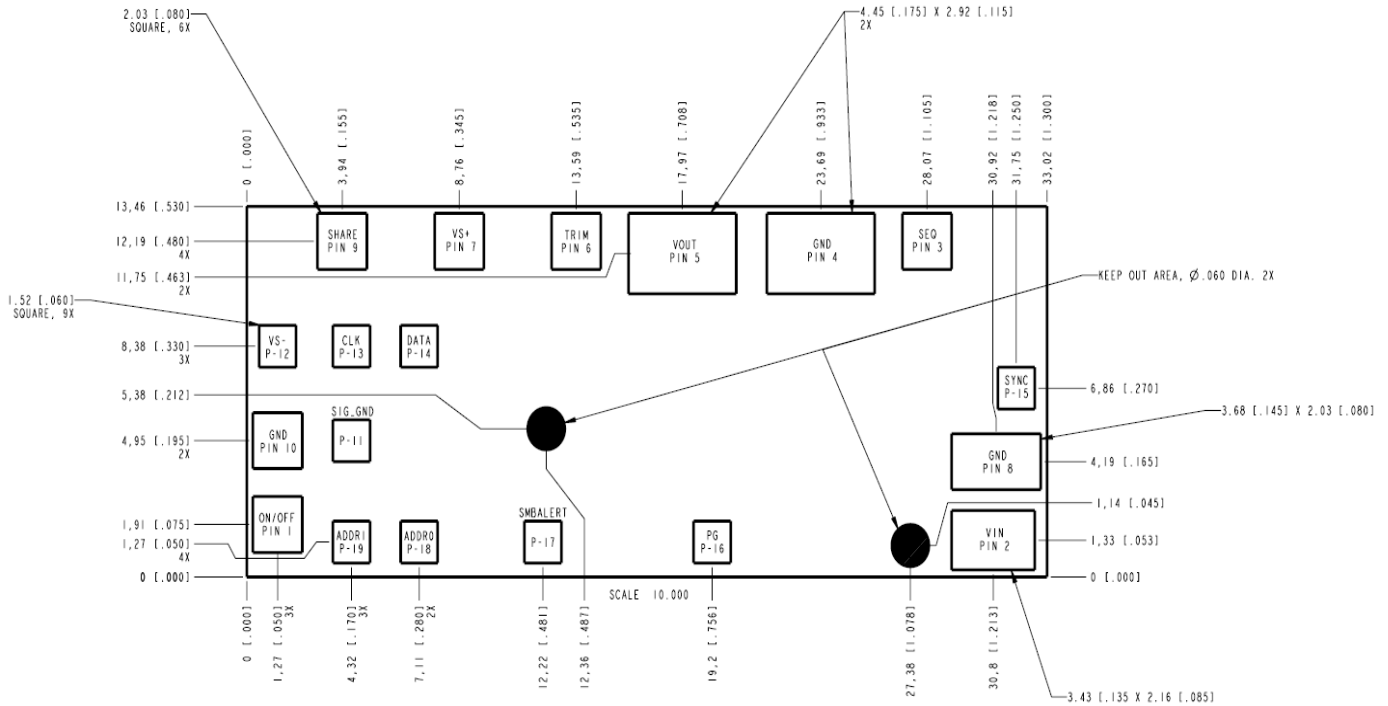 2.03 [.080]
SQUARE, 6X
4.45 [.175] X 2.92 [.115]
2X
0 [.000]
3,94 [.155]
8,76 [.345]
13,59 [.535]
17,97 [.708]
23,69 [.933]
28,07 [1.105]
30,92 [1.218]
31,75 [1.250]
33,02 [1.300]
13,46 [.530]
12,19 [.480]
4X
11,75 [.463]
2X
SHARE
PIN 9
VS+
PIN 7
TRIM
PIN 6
VOUT
PIN 5
GND
PIN 4
SEQ
PIN 3
KEEP OUT AREA, Ø.060 DIA. 2X
1.52 [.060]
SQUARE, 9X
8,38 [.330]
3X
VS-
P-12
CLK
P-13
DATA
P-14
5,38 [.212]
SYNC
P-15
6,86 [.270]
3.68 [.145] X 2.03 [.080]
4,95 [.195]
2X
GND
PIN 10
SIG_GND
P-11
GND
PIN 8
4,19 [.165]
1,14 [.045]
1,91 [.075]
1,27 [.050]
4X
ON/OFF
PIN 1
ADDR1
P-19
ADDR0
P-18
SMBALERT
P-17
PG
P-16
VIN
PIN 2
1,33 [.053]
0 [.000]
0 [.000]
SCALE 10.000
0 [.000]
1,27 [.050]
3X
4,32 [.170]
3X
7,11 [.280]
2X
12,22 [.481]
12,36 [.487]
19,2 [.756]
27,38 [1.078]
30,8 [1.213]
3.43 [.135 X 2.16 [.085]